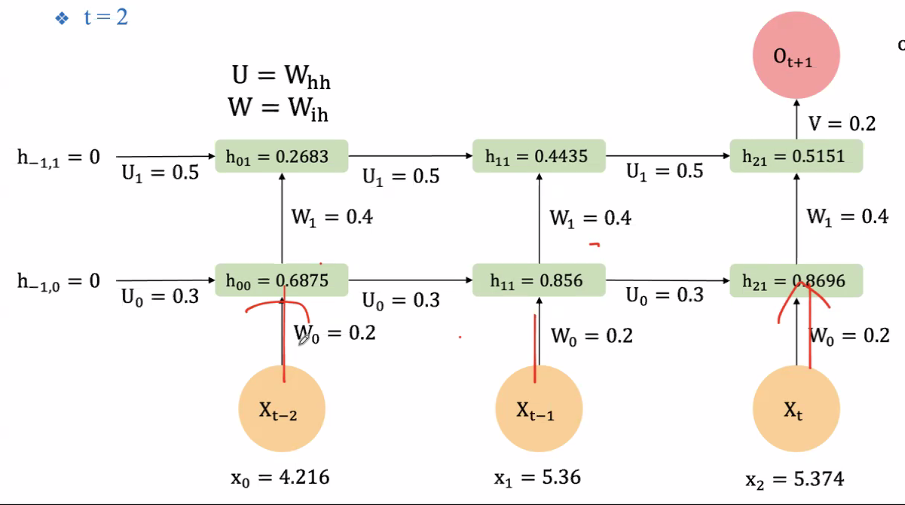 ❖ t = 2
O_{t+1}
U = W_{hh}
W = W_{ih}
V = 0.2
h_{−1,1} = 0
U_1 = 0.5
h_{01} = 0.2683
U_1 = 0.5
h_{11} = 0.4435
U_1 = 0.5
h_{21} = 0.5151
W_1 = 0.4
W_1 = 0.4
W_1 = 0.4
h_{−1,0} = 0
U_0 = 0.3
h_{00} = 0.6875
U_0 = 0.3
h_{11} = 0.856
U_0 = 0.3
h_{21} = 0.8696
W_0 = 0.2
W_0 = 0.2
W_0 = 0.2
X_{t−2}
X_{t−1}
X_t
x_0 = 4.216
x_1 = 5.36
x_2 = 5.374